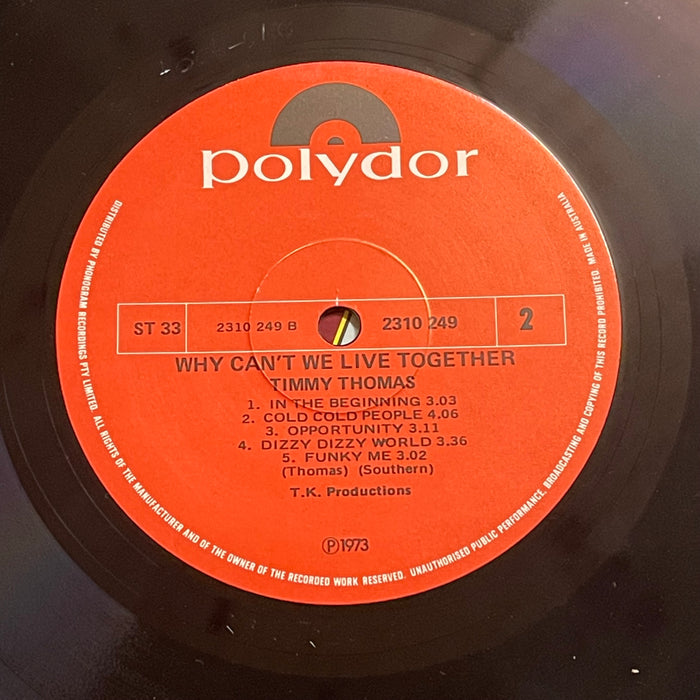 polydor
ST 33
2310 249 B
2310 249
2
WHY CAN'T WE LIVE TOGETHER
TIMMY THOMAS
1. IN THE BEGINNING 3.03
2. COLD COLD PEOPLE 4.06
3. OPPORTUNITY 3.11
4. DIZZY DIZZY WORLD 3.36
5. FUNKY ME 3.02
(Thomas) (Southern)
T.K. Productions
Ⓟ1973
DISTRIBUTED BY PHONOGRAM RECORDINGS PTY LIMITED. ALL RIGHTS OF THE MANUFACTURER AND OF THE OWNER OF THE RECORDED WORK RESERVED. UNAUTHORISED PUBLIC PERFORMANCE, BROADCASTING AND COPYING OF THIS RECORD PROHIBITED. MADE IN AUSTRALIA